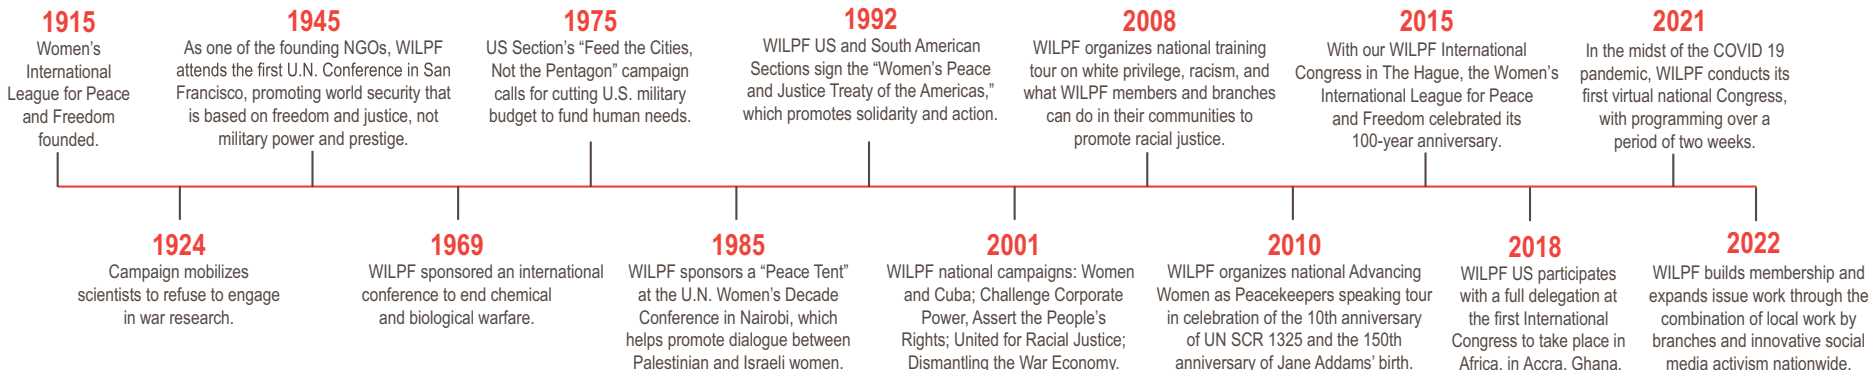 1915
Women's
International
League for Peace
and Freedom
founded.
1945
As one of the founding NGOs, WILPF
attends the first U.N. Conference in San
Francisco, promoting world security that
is based on freedom and justice, not
military power and prestige.
1975
US Section's “Feed the Cities,
Not the Pentagon” campaign
calls for cutting U.S. military
budget to fund human needs.
1992
WILPF US and South American
Sections sign the “Women's Peace
and Justice Treaty of the Americas,”
which promotes solidarity and action.
2008
WILPF organizes national training
tour on white privilege, racism, and
what WILPF members and branches
can do in their communities to
promote racial justice.
2015
With our WILPF International
Congress in The Hague, the Women's
International League for Peace
and Freedom celebrated its
100-year anniversary.
2021
In the midst of the COVID 19
pandemic, WILPF conducts its
first virtual national Congress,
with programming over a
period of two weeks.
1924
Campaign mobilizes
scientists to refuse to engage
in war research.
1969
WILPF sponsored an international
conference to end chemical
and biological warfare.
1985
WILPF sponsors a “Peace Tent”
at the U.N. Women's Decade
Conference in Nairobi, which
helps promote dialogue between
Palestinian and Israeli women.
2001
WILPF national campaigns: Women
and Cuba; Challenge Corporate
Power, Assert the People's
Rights; United for Racial Justice;
Dismantling the War Economy.
2010
WILPF organizes national Advancing
Women as Peacekeepers speaking tour
in celebration of the 10th anniversary
of UN SCR 1325 and the 150th
anniversary of Jane Addams' birth.
2018
WILPF US participates
with a full delegation at
the first International
Congress to take place in
Africa, in Accra, Ghana.
2022
WILPF builds membership and
expands issue work through the
combination of local work by
branches and innovative social
media activism nationwide.